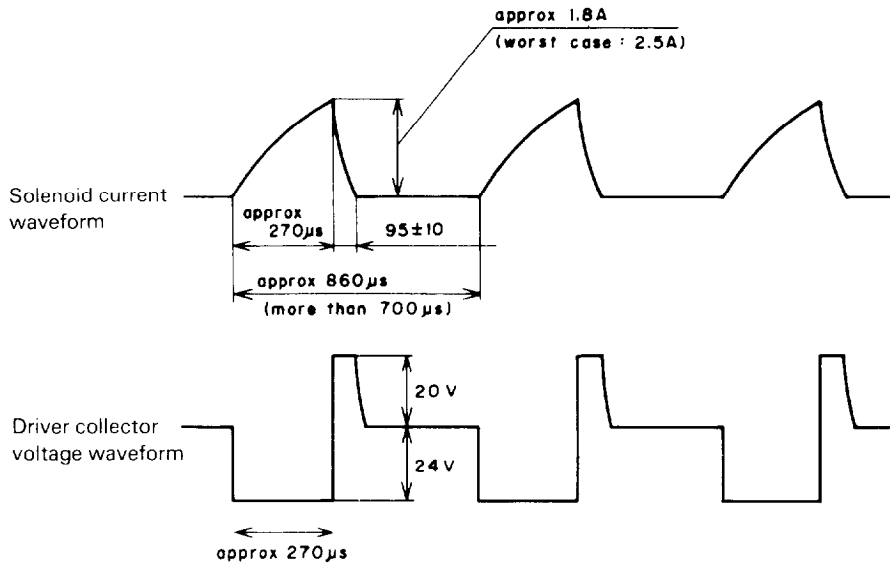 approx 1.8A
(worst case : 2.5A)
Solenoid current
waveform
approx
270µs
95±10
approx 860µs
(more than 700µs)
20 V
Driver collector
voltage waveform
24 V
approx 270µs